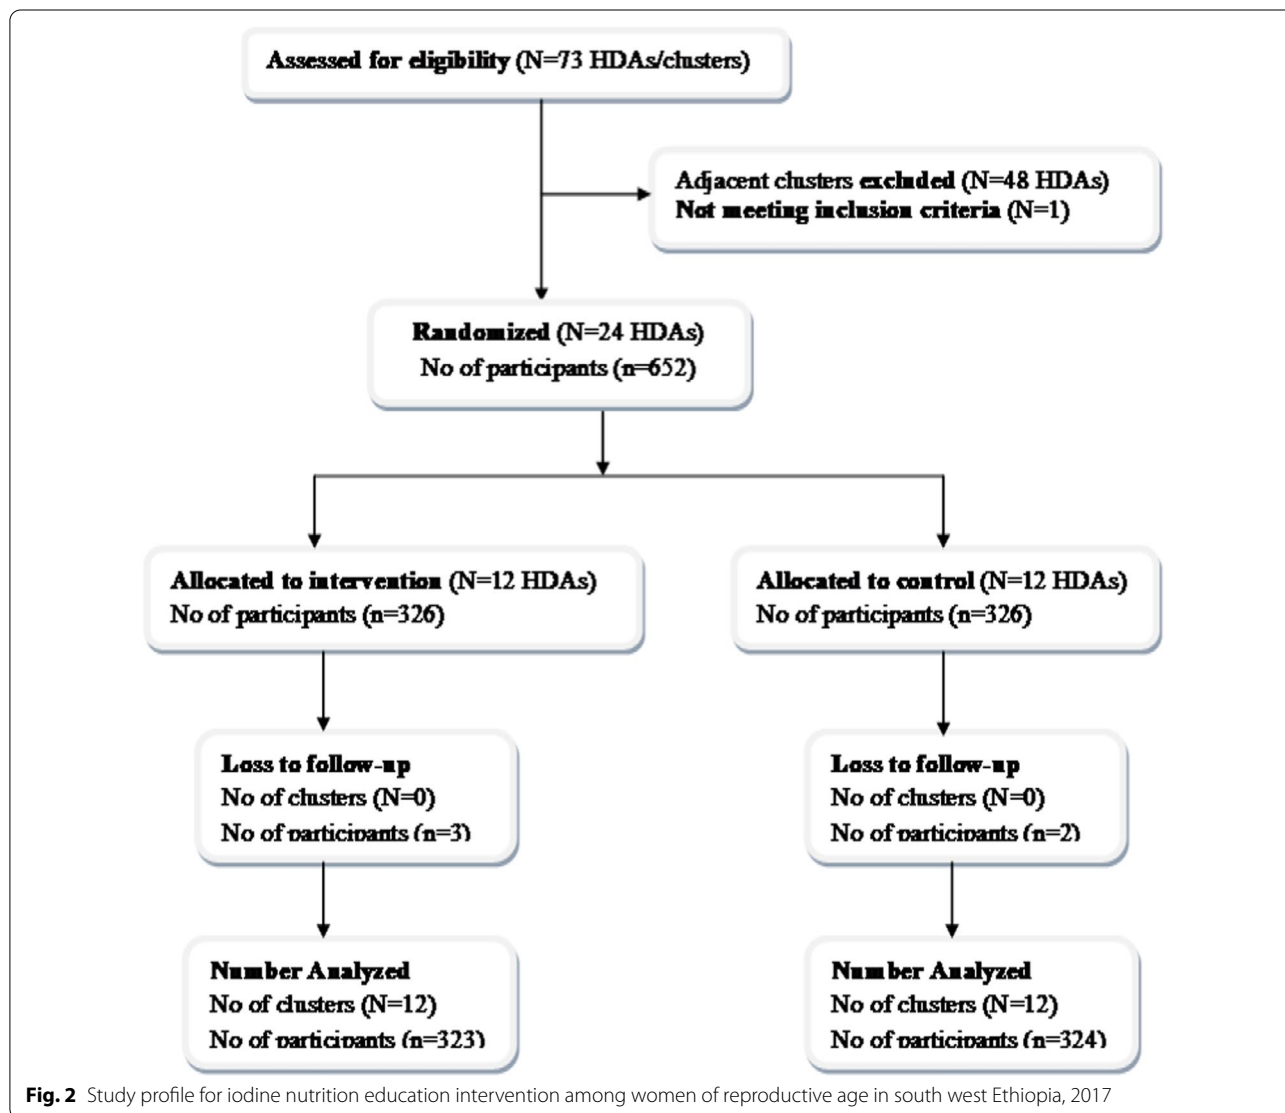 Assessed for eligibility (N=73 HDAs/clusters)
Adjacent clusters excluded (N=48 HDAs)
Not meeting inclusion criteria (N=1)
Randomized (N=24 HDAs)
No of participants (n=652)
Allocated to intervention (N=12 HDAs)
No of participants (n=326)
Allocated to control (N=12 HDAs)
No of participants (n=326)
Loss to follow-up
No of clusters (N=0)
No of participants (n=3)
Loss to follow-up
No of clusters (N=0)
No of participants (n=2)
Number Analyzed
No of clusters (N=12)
No of participants (n=323)
Number Analyzed
No of clusters (N=12)
No of participants (n=324)
Fig. 2 Study profile for iodine nutrition education intervention among women of reproductive age in south west Ethiopia, 2017